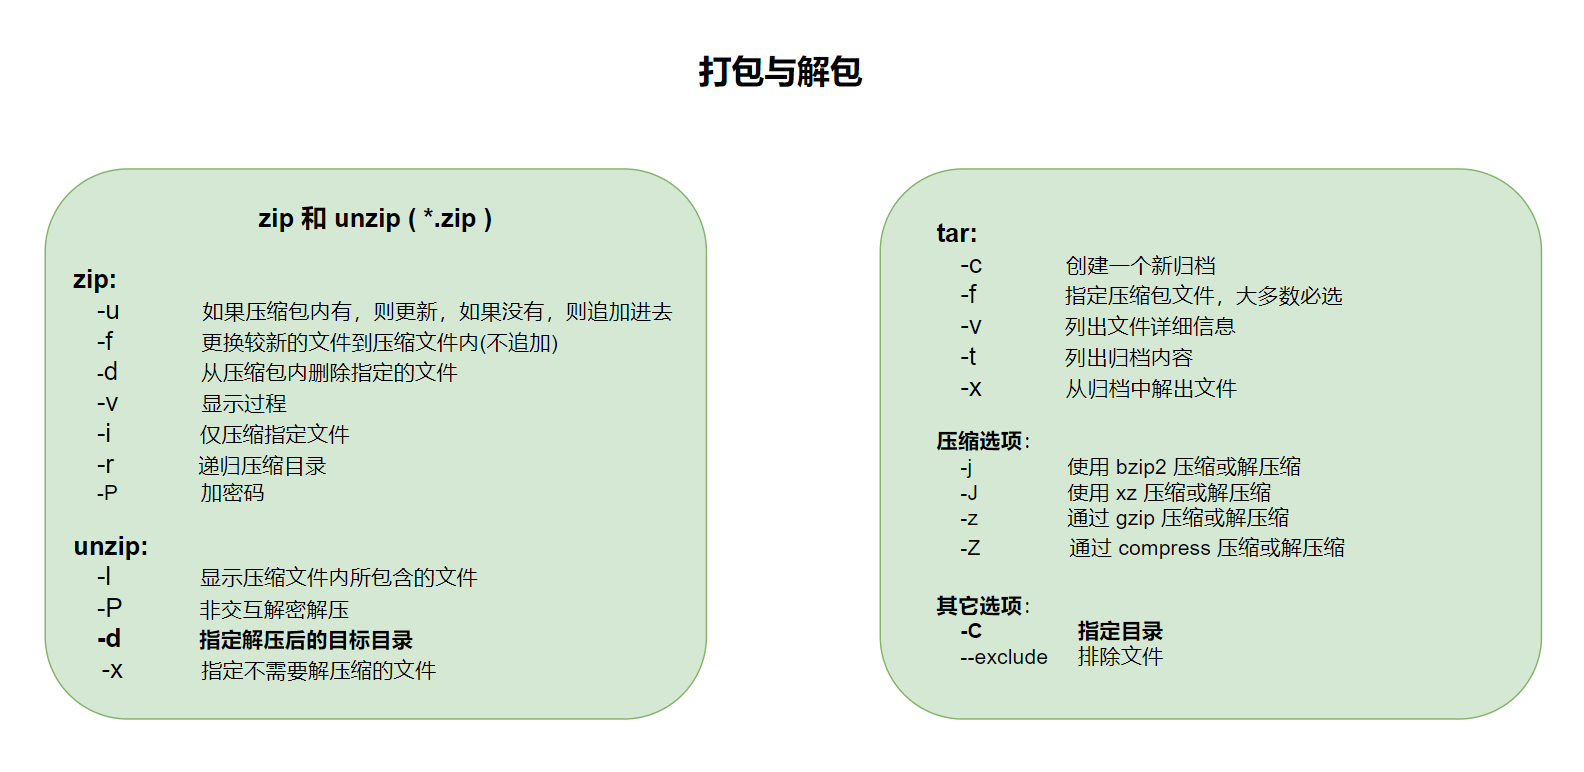 打包与解包
zip 和 unzip ( *.zip )
zip:
-u 如果压缩包内有，则更新，如果没有，则追加进去
-f 更换较新的文件到压缩文件内(不追加)
-d 从压缩包内删除指定的文件
-v 显示过程
-i 仅压缩指定文件
-r 递归压缩目录
-P 加密码
unzip:
-l 显示压缩文件内所包含的文件
-P 非交互解密解压
-d 指定解压后的目标目录
-x 指定不需要解压缩的文件
tar:
-c 创建一个新归档
-f 指定压缩包文件，大多数必选
-v 列出文件详细信息
-t 列出归档内容
-x 从归档中解出文件
压缩选项：
-j 使用 bzip2 压缩或解压缩
-J 使用 xz 压缩或解压缩
-z 通过 gzip 压缩或解压缩
-Z 通过 compress 压缩或解压缩
其它选项：
-C 指定目录
--exclude 排除文件